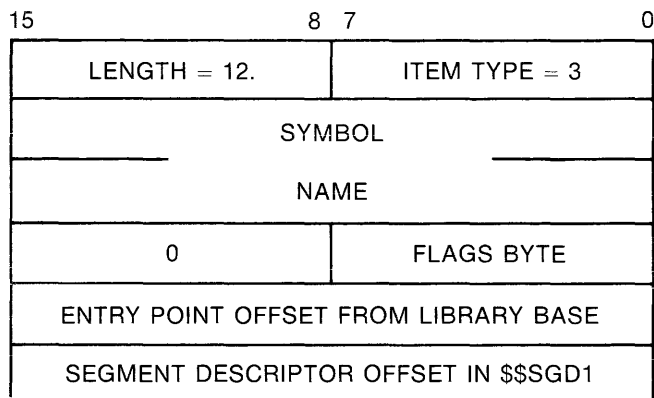 15 8 7 0
LENGTH = 12. ITEM TYPE = 3
SYMBOL
NAME
0 FLAGS BYTE
ENTRY POINT OFFSET FROM LIBRARY BASE
SEGMENT DESCRIPTOR OFFSET IN $$SGD1